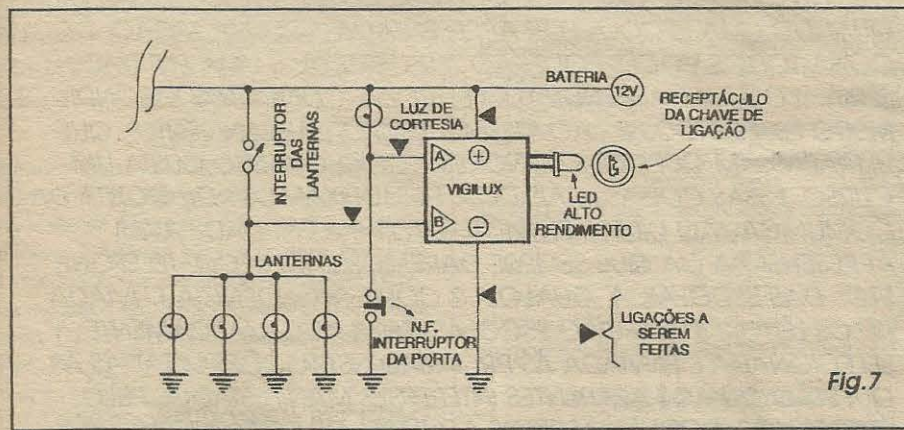 BATERIA
12V
RECEPTÁCULO
DA CHAVE DE
LIGAÇÃO
LUZ DE
CORTESIA
INTERRUPTOR
DAS
LANTERNAS
A
+
VIGILUX
B
−
LED
ALTO
RENDIMENTO
LANTERNAS
N.F.
INTERRUPTOR
DA PORTA
LIGAÇÕES A
SEREM
FEITAS
Fig.7